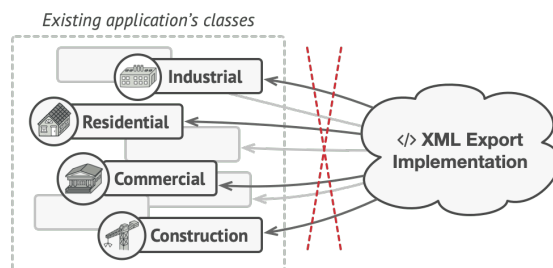 Existing application's classes
Industrial
Residential
Commercial
Construction
</> XML Export
Implementation